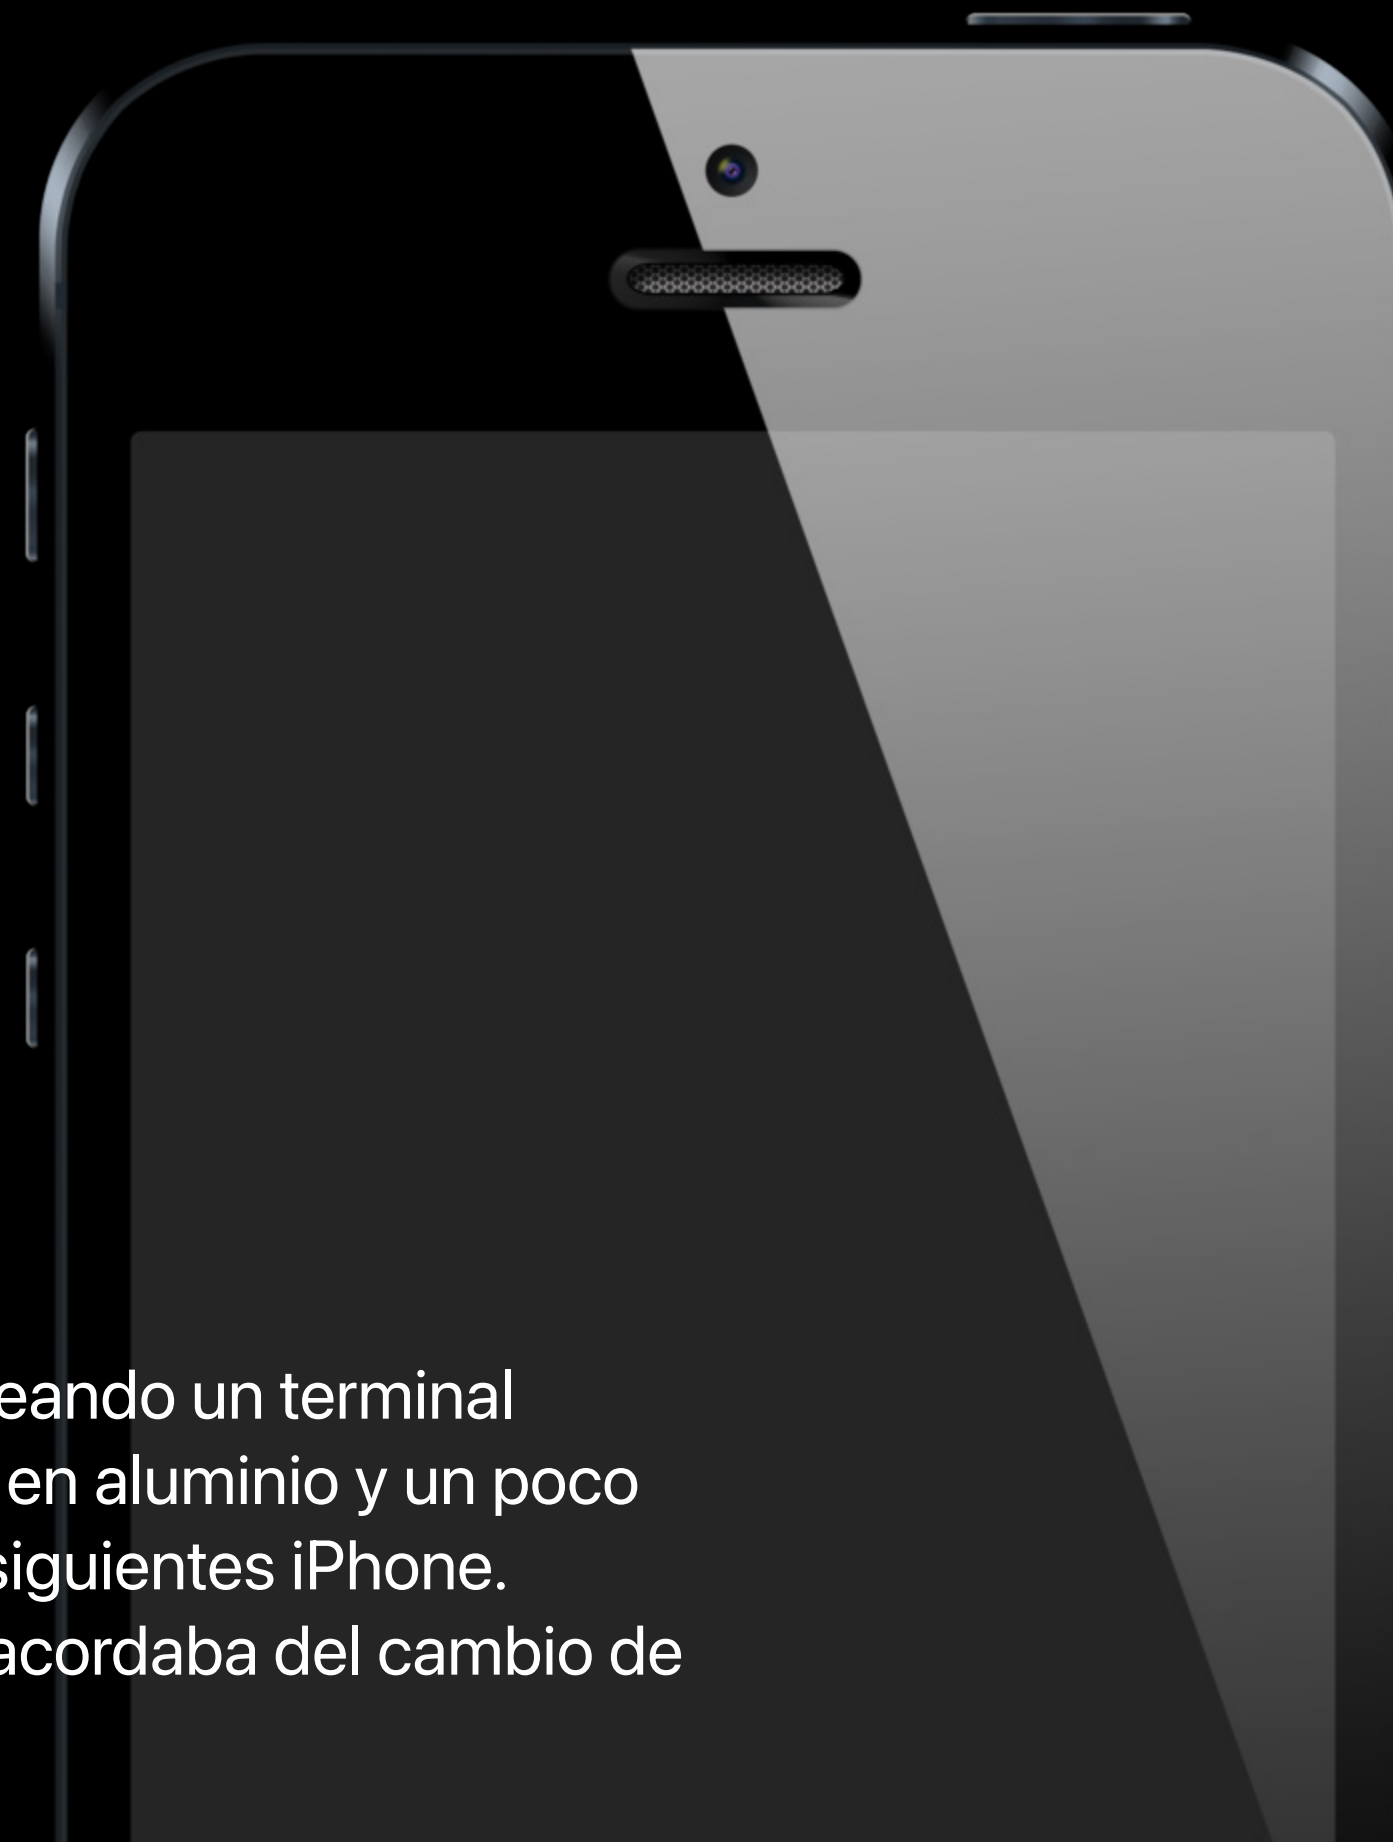 eando un terminal
en aluminio y un poco
siguientes iPhone.
acordaba del cambio de